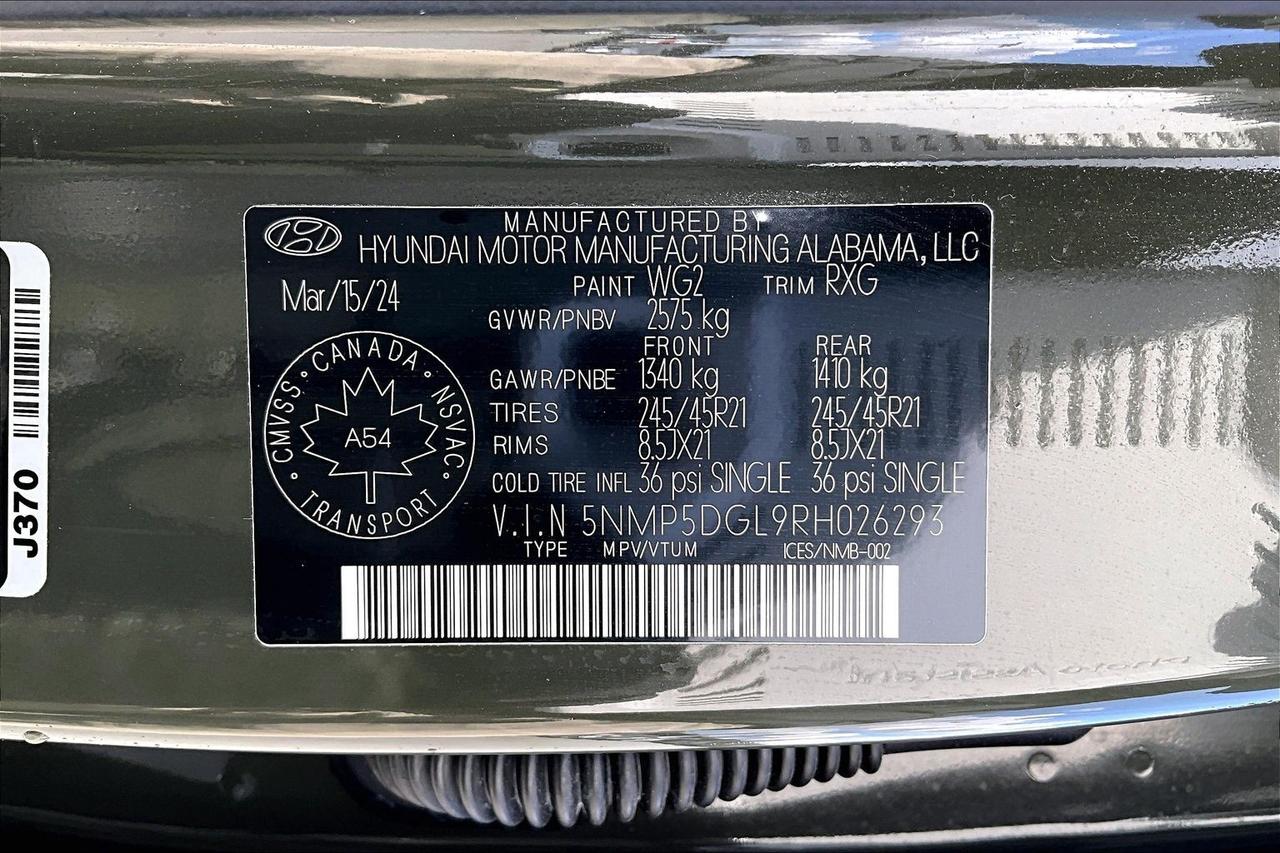 MANUFACTURED BY
HYUNDAI MOTOR MANUFACTURING ALABAMA, LLC
Mar/15/24
PAINT WG2 TRIM RXG
GVWR/PNBV 2575 kg
FRONT REAR
GAWR/PNBE 1340 kg 1410 kg
TIRES 245/45R21 245/45R21
RIMS 8.5JX21 8.5JX21
COLD TIRE INFL 36 psi SINGLE 36 psi SINGLE
V.I.N 5NMP5DGL9RH026293
TYPE MPV/VTUM ICES/NMB-002
CMVSS • CANADA • NSVAC • TRANSPORT •
A54
J370